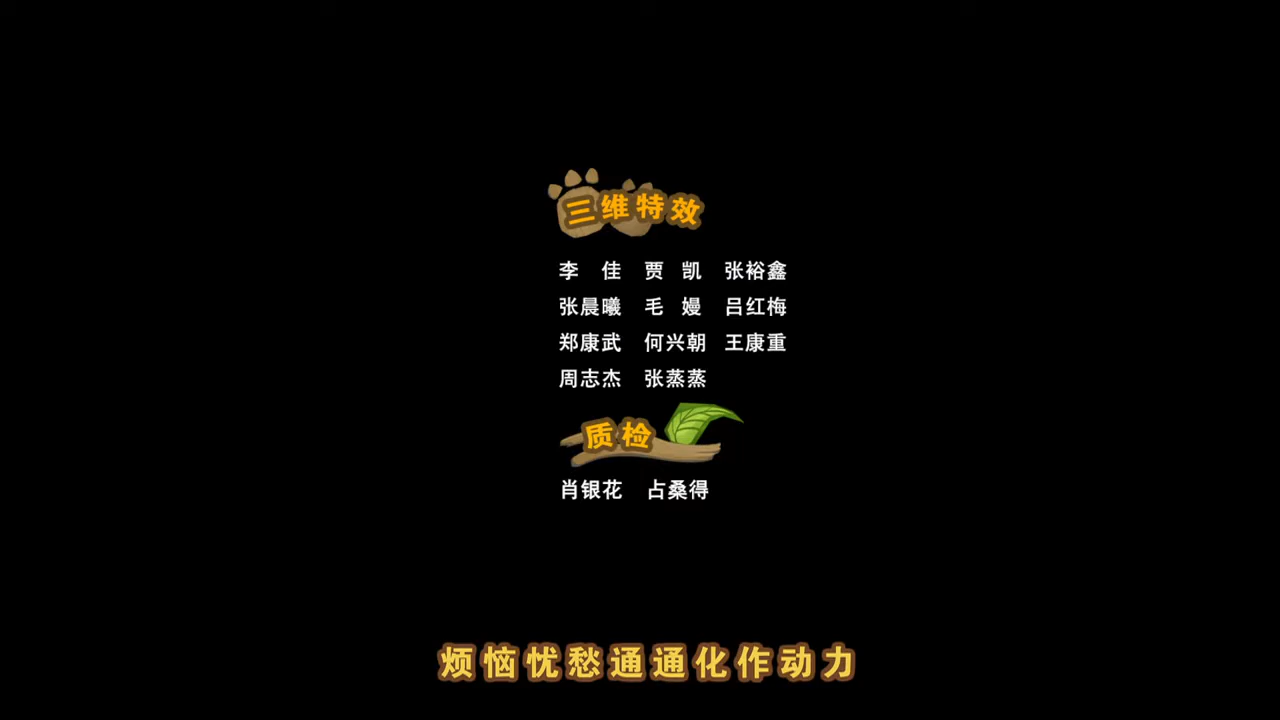 三维特效
李　佳　贾　凯　张裕鑫
张晨曦　毛　嫚　吕红梅
郑康武　何兴朝　王康重
周志杰　张蒸蒸
质检
肖银花　占桑得
烦恼忧愁通通化作动力